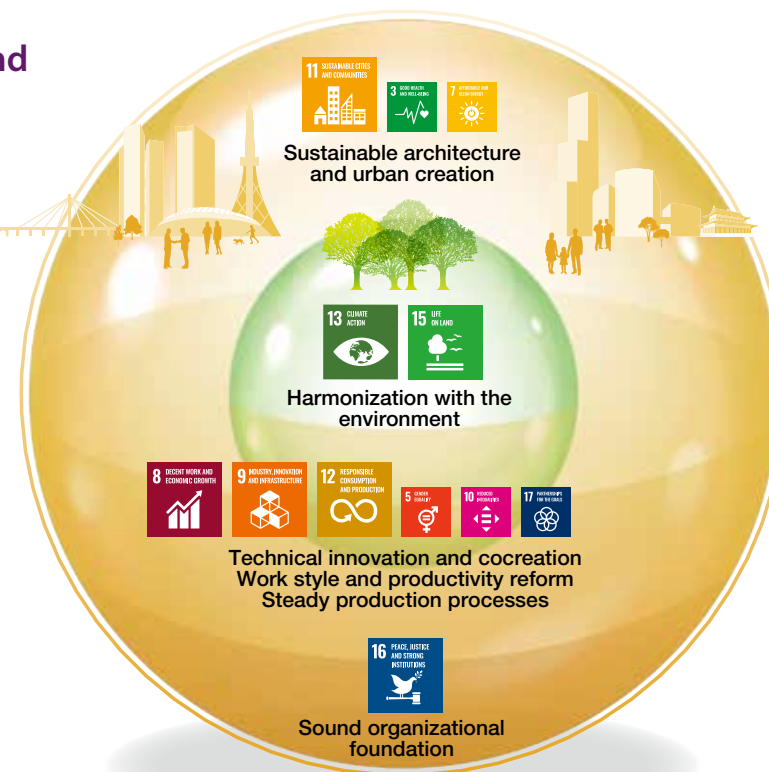 nd
11 SUSTAINABLE CITIES
AND COMMUNITIES
3 GOOD HEALTH
AND WELL-BEING
7 AFFORDABLE AND
CLEAN ENERGY
Sustainable architecture
and urban creation
13 CLIMATE
ACTION
15 LIFE
ON LAND
Harmonization with the
environment
8 DECENT WORK AND
ECONOMIC GROWTH
9 INDUSTRY, INNOVATION
AND INFRASTRUCTURE
12 RESPONSIBLE
CONSUMPTION
AND PRODUCTION
5 GENDER
EQUALITY
10 REDUCED
INEQUALITIES
17 PARTNERSHIPS
FOR THE GOALS
Technical innovation and cocreation
Work style and productivity reform
Steady production processes
16 PEACE, JUSTICE
AND STRONG
INSTITUTIONS
Sound organizational
foundation